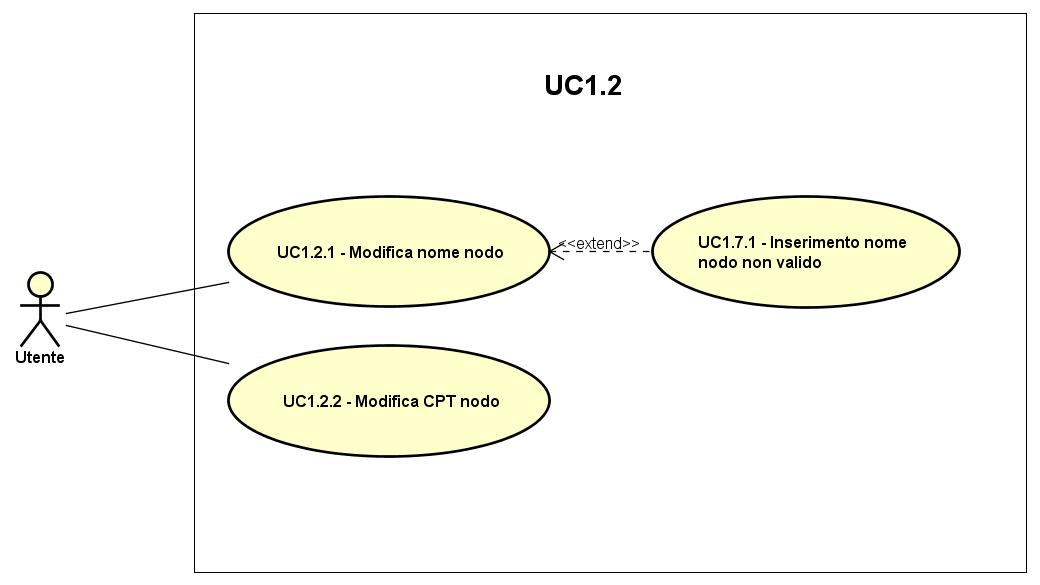 UC1.2
UC1.2.1 - Modifica nome nodo
<<extend>>
UC1.7.1 - Inserimento nome
nodo non valido
Utente
UC1.2.2 - Modifica CPT nodo